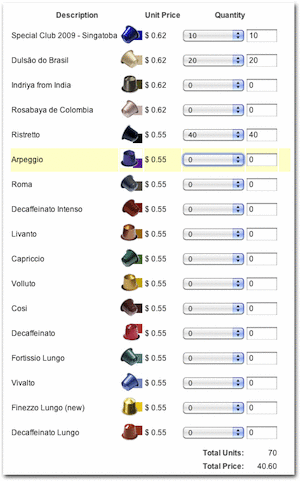 Description Unit Price Quantity
Special Club 2009 - Singatoba $ 0.62 10 10
Dulsão do Brasil $ 0.62 20 20
Indriya from India $ 0.62 0 0
Rosabaya de Colombia $ 0.62 0 0
Ristretto $ 0.55 40 40
Arpeggio $ 0.55 0 0
Roma $ 0.55 0 0
Decaffeinato Intenso $ 0.55 0 0
Livanto $ 0.55 0 0
Capriccio $ 0.55 0 0
Volluto $ 0.55 0 0
Cosi $ 0.55 0 0
Decaffeinato $ 0.55 0 0
Fortissio Lungo $ 0.55 0 0
Vivalto $ 0.55 0 0
Finezzo Lungo (new) $ 0.55 0 0
Decaffeinato Lungo $ 0.55 0 0
Total Units: 70
Total Price: 40.60